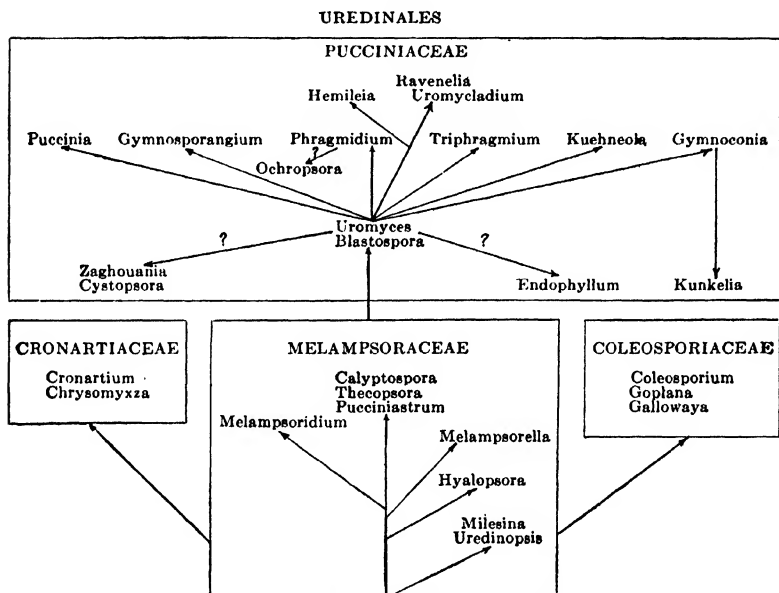 UREDINALES
PUCCINIACEAE
Ravenelia
Hemileia Uromycladium
Puccinia Gymnosporangium Phragmidium Triphragmium Kuehneola Gymnoconia
?
Ochropsora
Uromyces
? Blastospora ?
Zaghouania Endophyllum Kunkelia
Cystopsora
CRONARTIACEAE
Cronartium
Chrysomyxza
MELAMPSORACEAE
Calyptospora
Thecopsora
Pucciniastrum
Melampsoridium
Melampsorella
Hyalopsora
Milesina
Uredinopsis
COLEOSPORIACEAE
Coleosporium
Goplana
Gallowaya